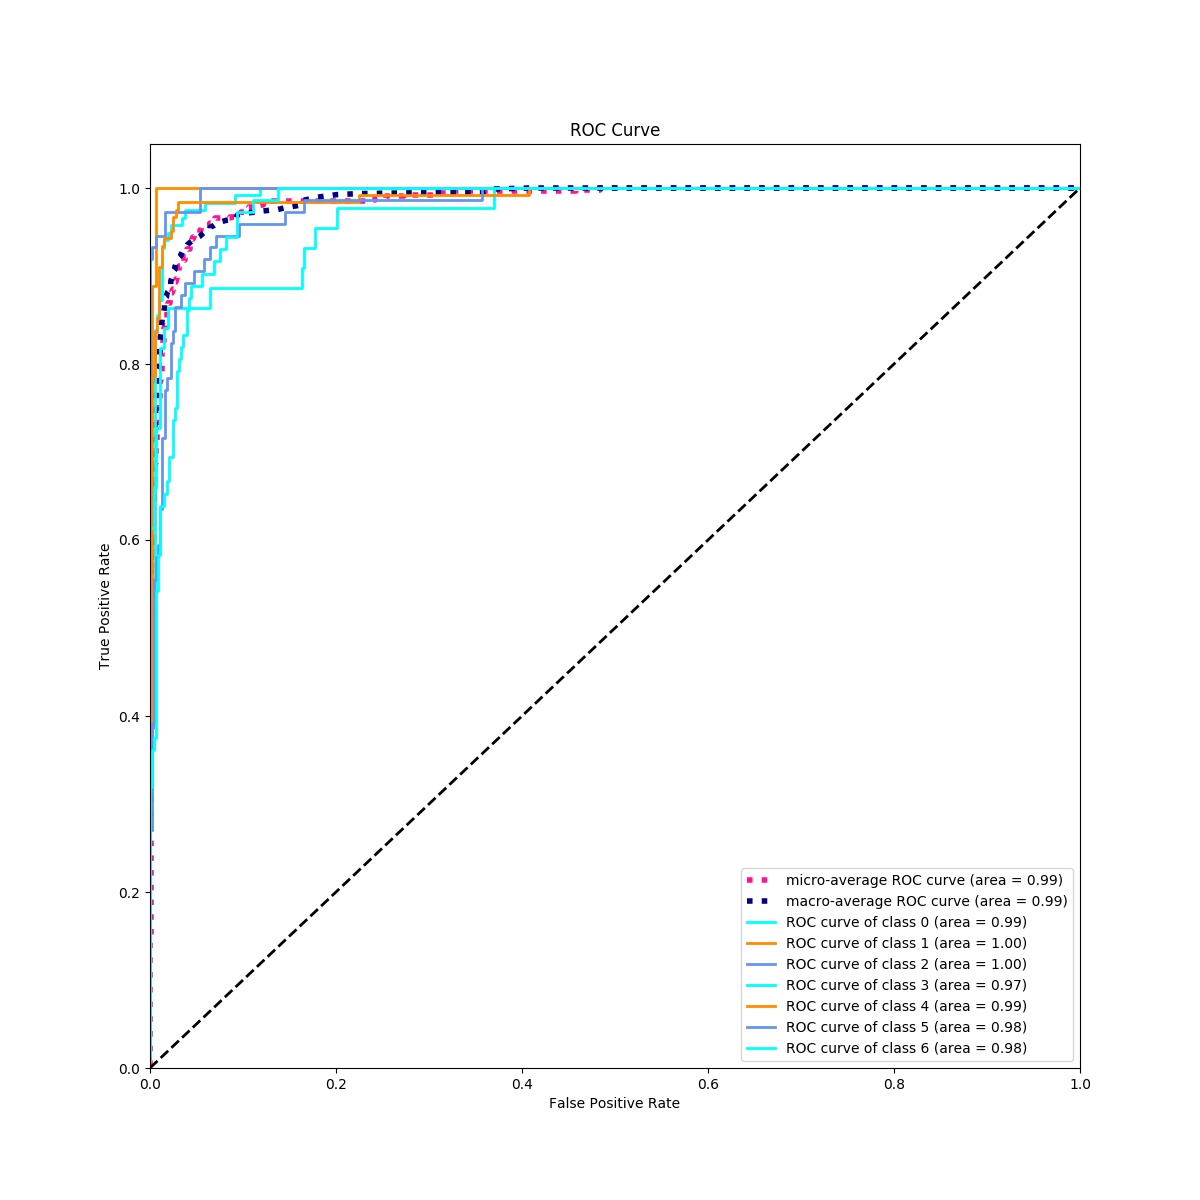 ROC Curve
True Positive Rate
1.0
0.8
0.6
0.4
0.2
0.0
0.0 0.2 0.4 0.6 0.8 1.0
False Positive Rate
micro-average ROC curve (area = 0.99)
macro-average ROC curve (area = 0.99)
ROC curve of class 0 (area = 0.99)
ROC curve of class 1 (area = 1.00)
ROC curve of class 2 (area = 1.00)
ROC curve of class 3 (area = 0.97)
ROC curve of class 4 (area = 0.99)
ROC curve of class 5 (area = 0.98)
ROC curve of class 6 (area = 0.98)